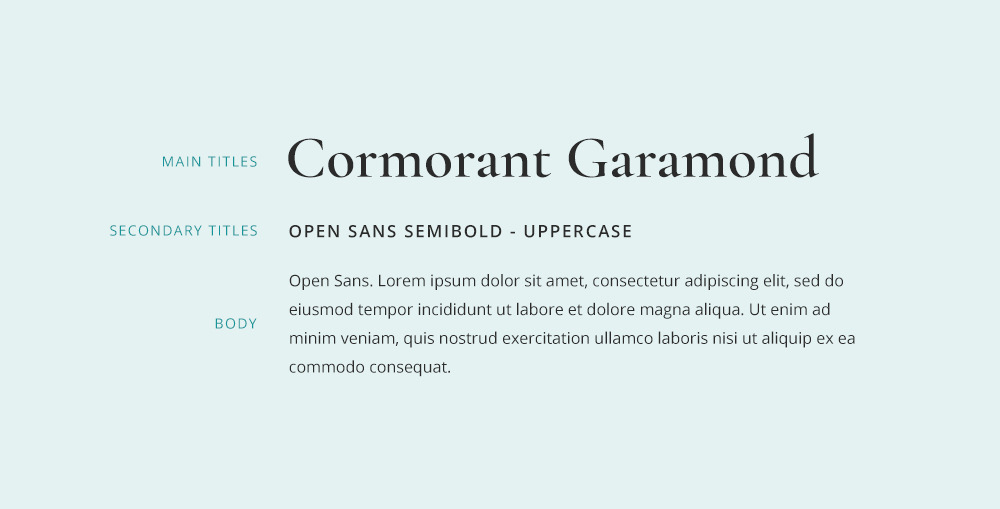 MAIN TITLES Cormorant Garamond
SECONDARY TITLES OPEN SANS SEMIBOLD - UPPERCASE
Open Sans. Lorem ipsum dolor sit amet, consectetur adipiscing elit, sed do
eiusmod tempor incididunt ut labore et dolore magna aliqua. Ut enim ad
BODY
minim veniam, quis nostrud exercitation ullamco laboris nisi ut aliquip ex ea
commodo consequat.